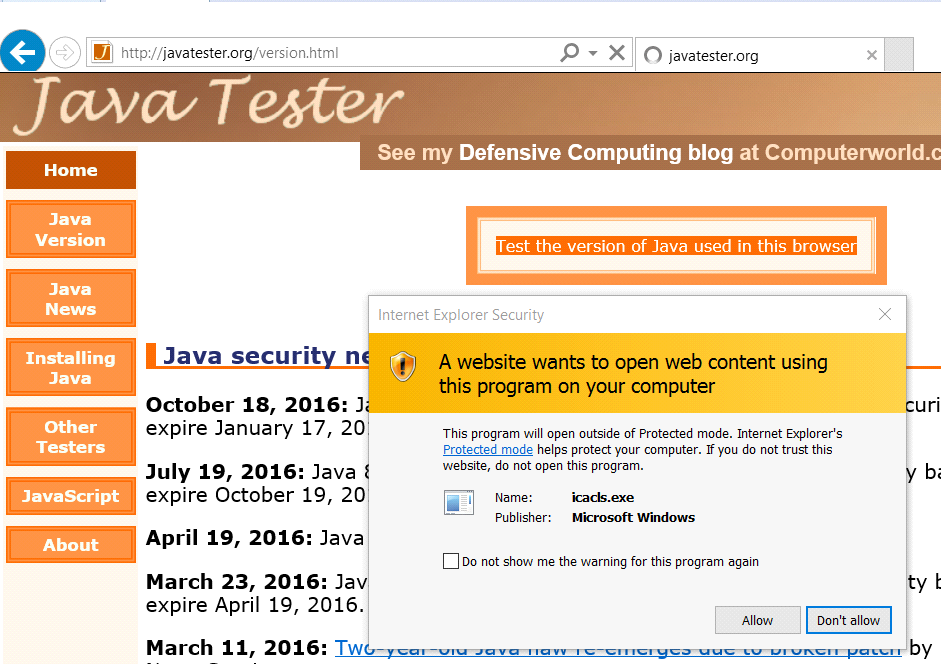 http://javatester.org/version.html
javatester.org
Java Tester
See my Defensive Computing blog at Computerworld.c
Home
Java
Version
Java
News
Installing
Java
Other
Testers
JavaScript
About
Test the version of Java used in this browser
Java security ne
October 18, 2016: Ja
curi
expire January 17, 20
July 19, 2016: Java 8
y ba
expire October 19, 20
April 19, 2016: Java
March 23, 2016: Jav
ty b
expire April 19, 2016.
March 11, 2016: Two-year-old Java flaw re-emerges due to broken patch by
Internet Explorer Security
A website wants to open web content using
this program on your computer
This program will open outside of Protected mode. Internet Explorer's
Protected mode helps protect your computer. If you do not trust this
website, do not open this program.
Name: icacls.exe
Publisher: Microsoft Windows
Do not show me the warning for this program again
Allow
Don't allow